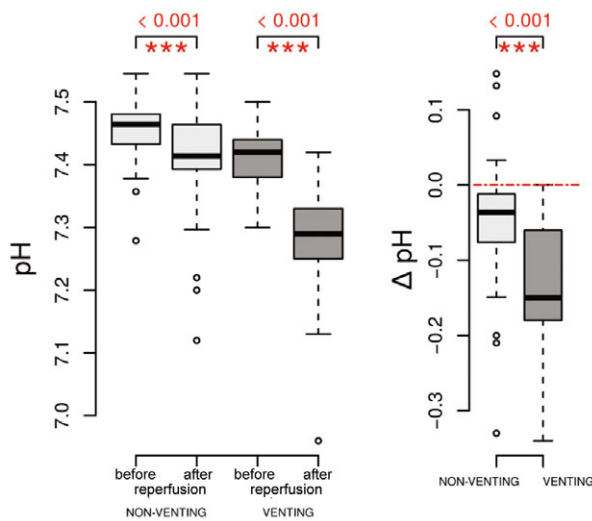 < 0.001
***
< 0.001
***
pH
7.5
7.4
7.3
7.2
7.1
7.0
before
after
before
after
reperfusion
reperfusion
NON-VENTING
VENTING
< 0.001
***
Δ pH
0.1
0.0
−0.1
−0.2
−0.3
NON-VENTING
VENTING